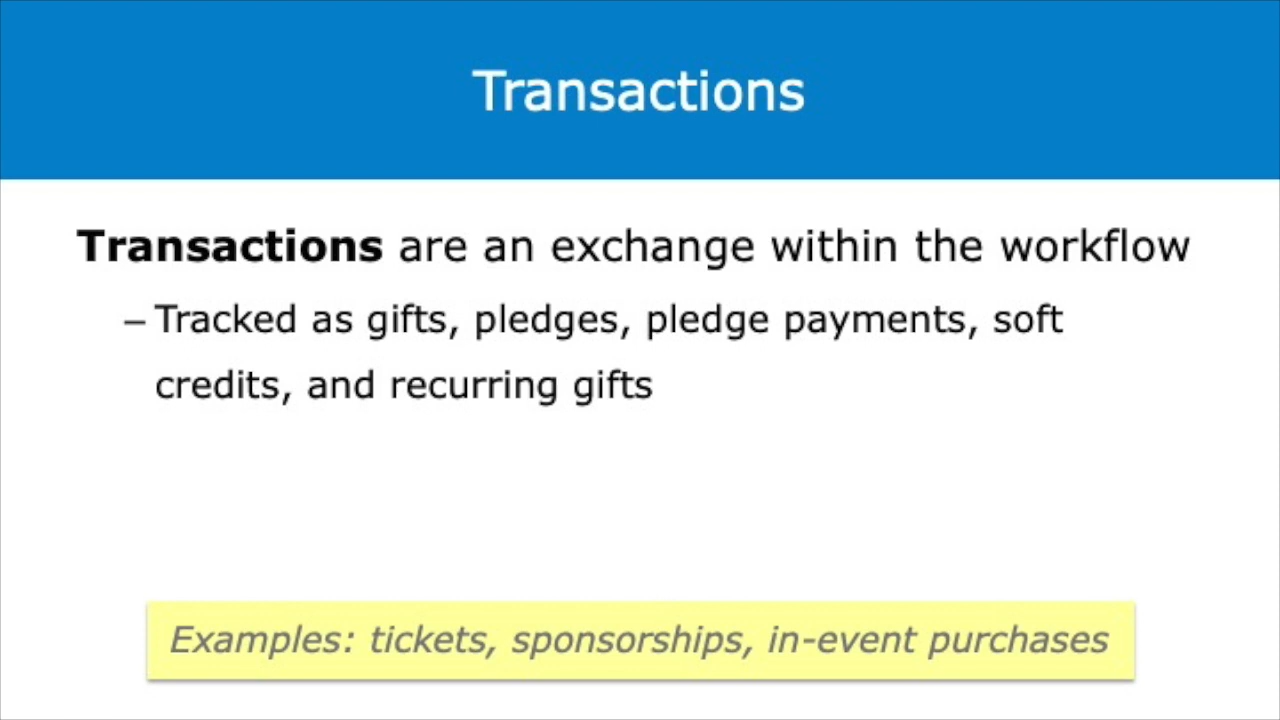 Transactions
Transactions are an exchange within the workflow
– Tracked as gifts, pledges, pledge payments, soft
credits, and recurring gifts
Examples: tickets, sponsorships, in-event purchases